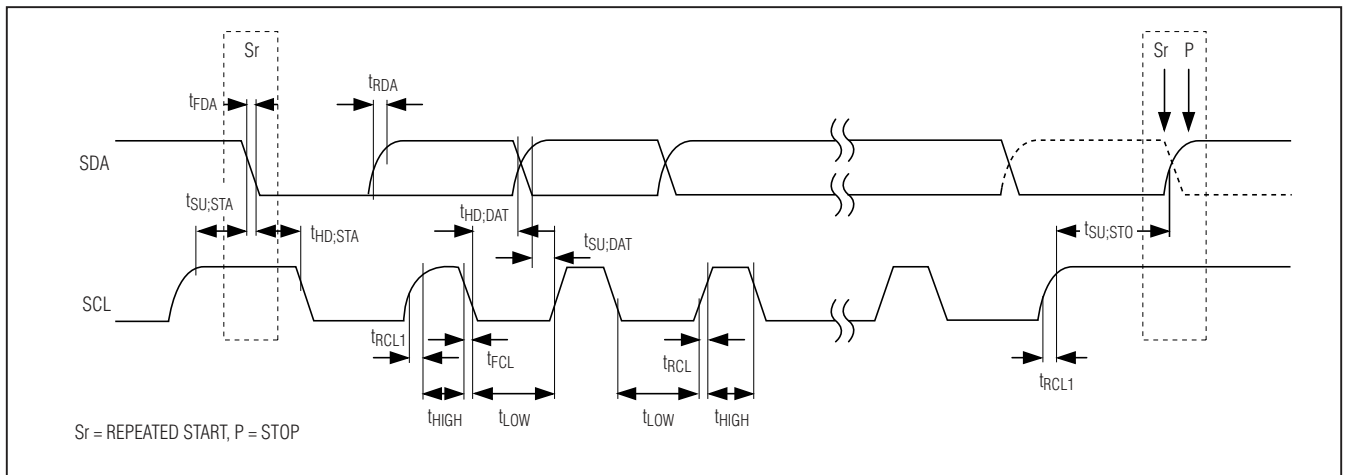 Sr
Sr P
tFDA
tRDA
SDA
tSU;STA
tHD;STA
tHD;DAT
tSU;DAT
tSU;STO
SCL
tRCL1
tFCL
tRCL
tRCL1
tHIGH
tLOW
tLOW
tHIGH
Sr = REPEATED START, P = STOP